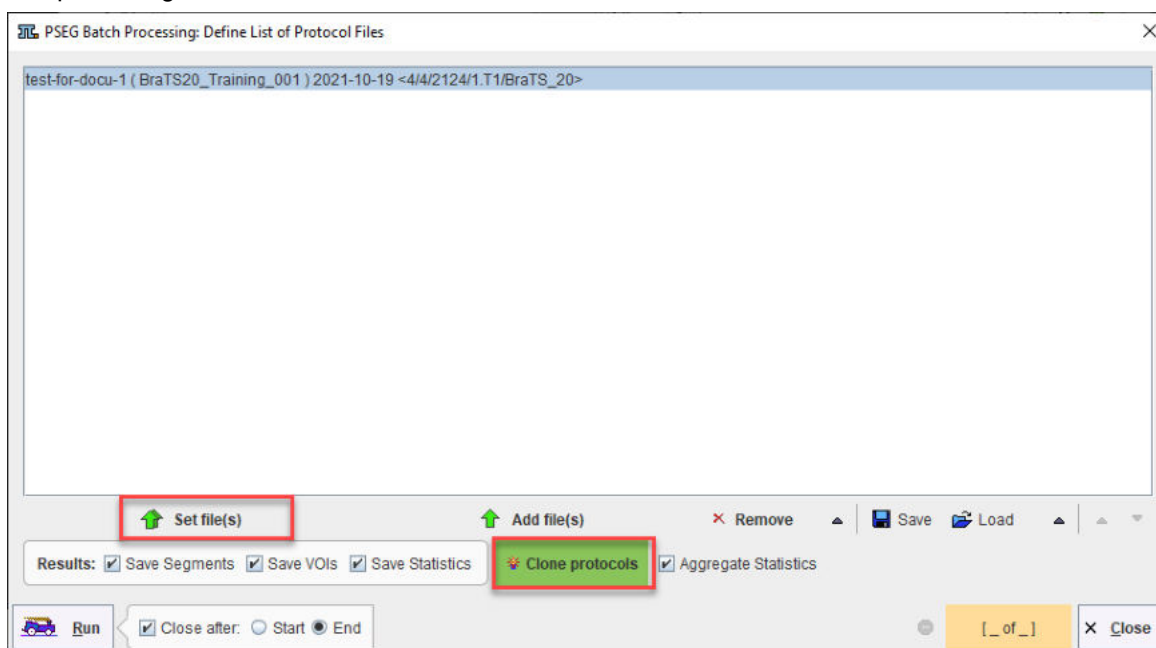 PSEG Batch Processing: Define List of Protocol Files
test-for-docu-1 ( BraTS20_Training_001 ) 2021-10-19 <4/4/2124/1.T1/BraTS_20>
Set file(s) Add file(s) Remove Save Load
Results: Save Segments Save VOIs Save Statistics Clone protocols Aggregate Statistics
Run Close after: Start End [ _ of _ ] Close